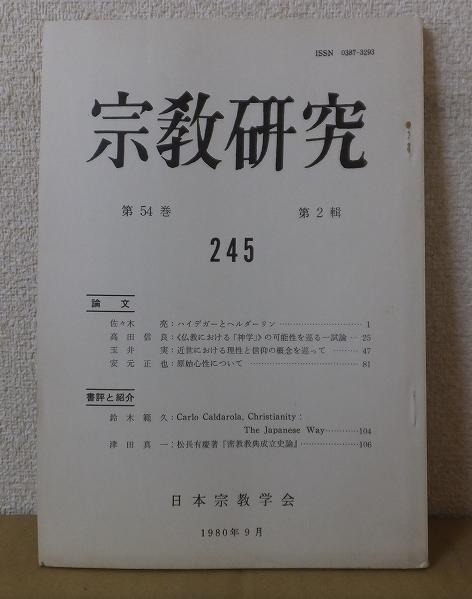 ISSN 0387-3293
宗教研究
第54巻 第2輯
245
論文
佐々木 亮:ハイデガーとヘルダーリン……………………… 1
高田信良:《仏教における「神学」》の可能性を巡る一試論… 25
玉井 実:近世における理性と信仰の概念を巡って………… 47
安元正也:原始心性について………………………………… 81
書評と紹介
鈴木範久:Carlo Caldarola, Christianity:
The Japanese Way…………104
津田真一:松長有慶著『密教教典成立史論』………………106
日本宗教学会
1980年9月